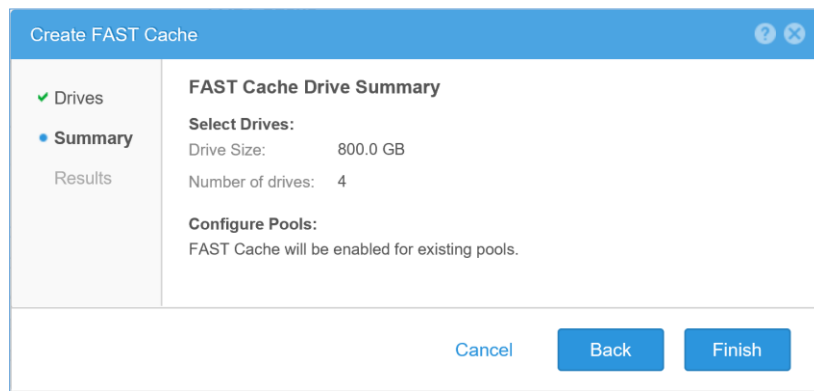 Create FAST Cache
Drives
Summary
Results
FAST Cache Drive Summary
Select Drives:
Drive Size: 800.0 GB
Number of drives: 4
Configure Pools:
FAST Cache will be enabled for existing pools.
Cancel
Back
Finish